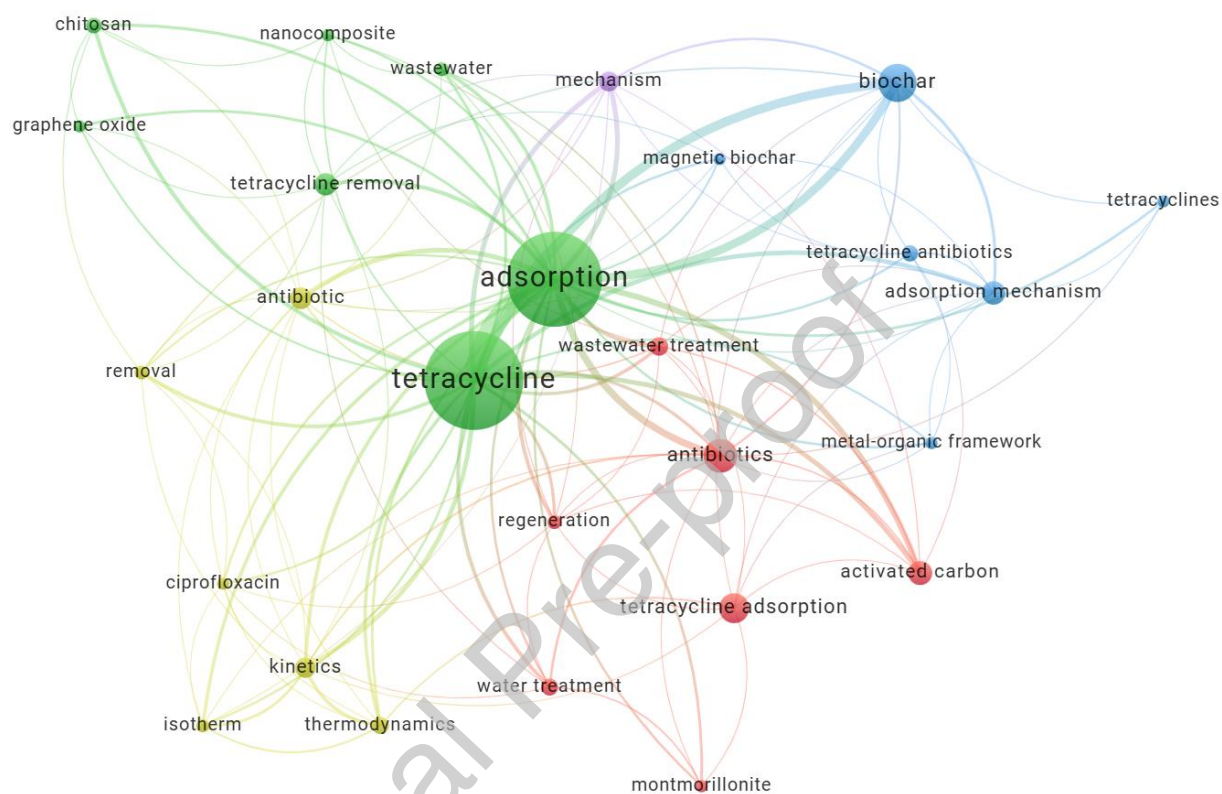 chitosan
nanocomposite
wastewater
mechanism
biochar
graphene oxide
magnetic biochar
tetracycline removal
tetracyclines
tetracycline antibiotics
adsorption
adsorption mechanism
antibiotic
wastewater treatment
removal
tetracycline
metal-organic framework
antibiotics
regeneration
activated carbon
ciprofloxacin
tetracycline adsorption
kinetics
water treatment
isotherm
thermodynamics
montmorillonite
al Pre-proof